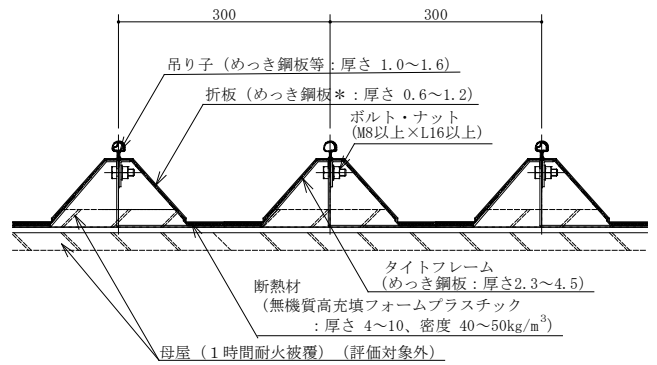 300
300
吊り子（めっき鋼板等：厚さ 1.0～1.6）
折板（めっき鋼板＊：厚さ 0.6～1.2）
ボルト・ナット
(M8以上×L16以上)
タイトフレーム
(めっき鋼板：厚さ2.3～4.5)
断熱材
（無機質高充填フォームプラスチック
：厚さ 4～10、密度 40～50kg/m³）
母屋（１時間耐火被覆）（評価対象外）